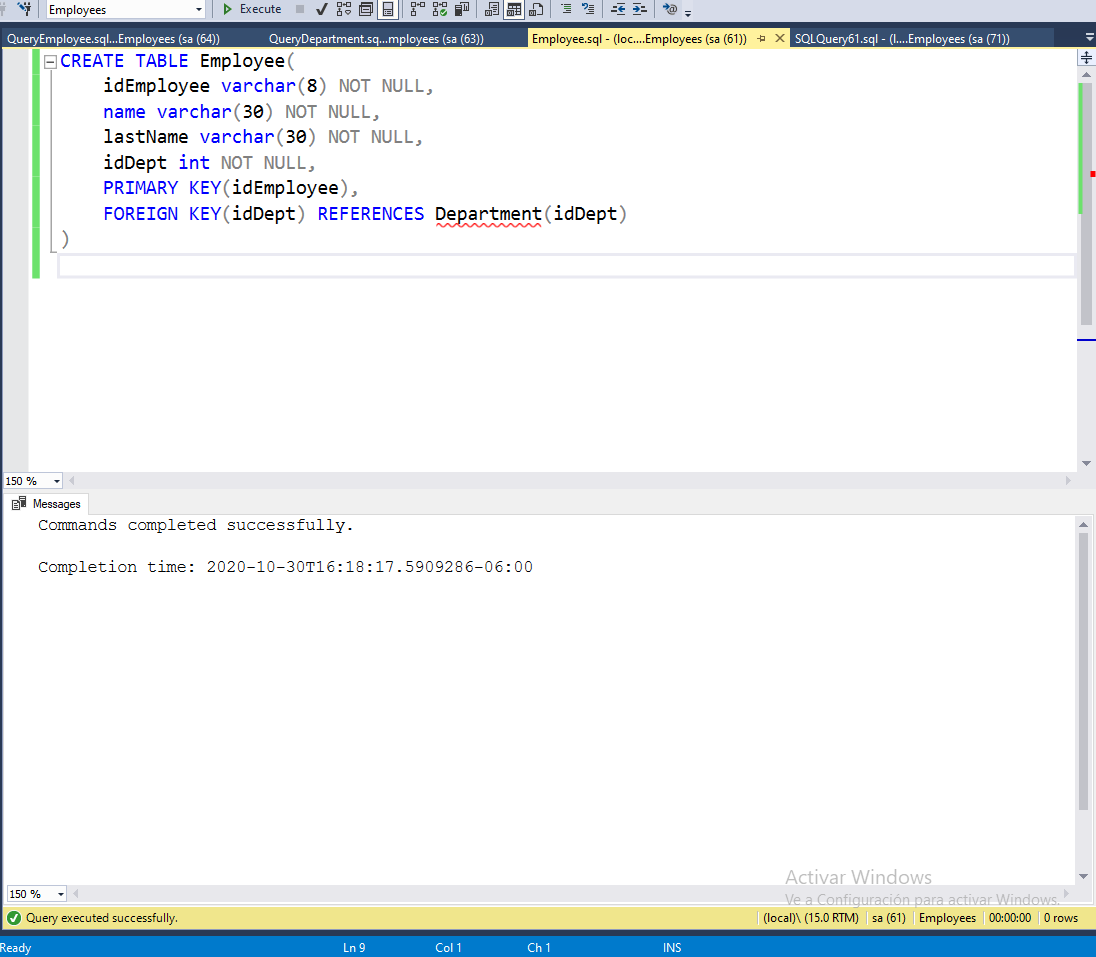 Employees
Execute
QueryEmployee.sql...Employees (sa (64))
QueryDepartment.sq...mployees (sa (63))
Employee.sql - (loc....Employees (sa (61))
SQLQuery61.sql - (l....Employees (sa (71))
CREATE TABLE Employee(
idEmployee varchar(8) NOT NULL,
name varchar(30) NOT NULL,
lastName varchar(30) NOT NULL,
idDept int NOT NULL,
PRIMARY KEY(idEmployee),
FOREIGN KEY(idDept) REFERENCES Department(idDept)
)
150 %
Messages
Commands completed successfully.
Completion time: 2020-10-30T16:18:17.5909286-06:00
Activar Windows
150 %
Ve a Configuración para activar Windows.
Query executed successfully.
(local)\ (15.0 RTM)
sa (61)
Employees
00:00:00
0 rows
Ready
Ln 9
Col 1
Ch 1
INS